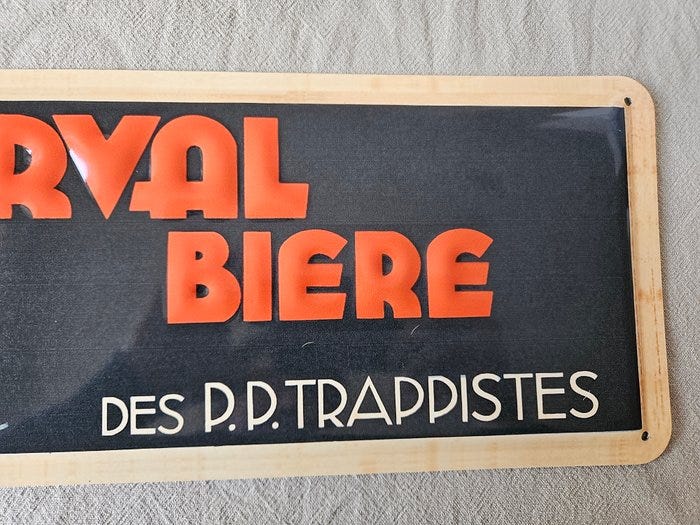 RVAL
BIERE
DES P.P. TRAPPISTES